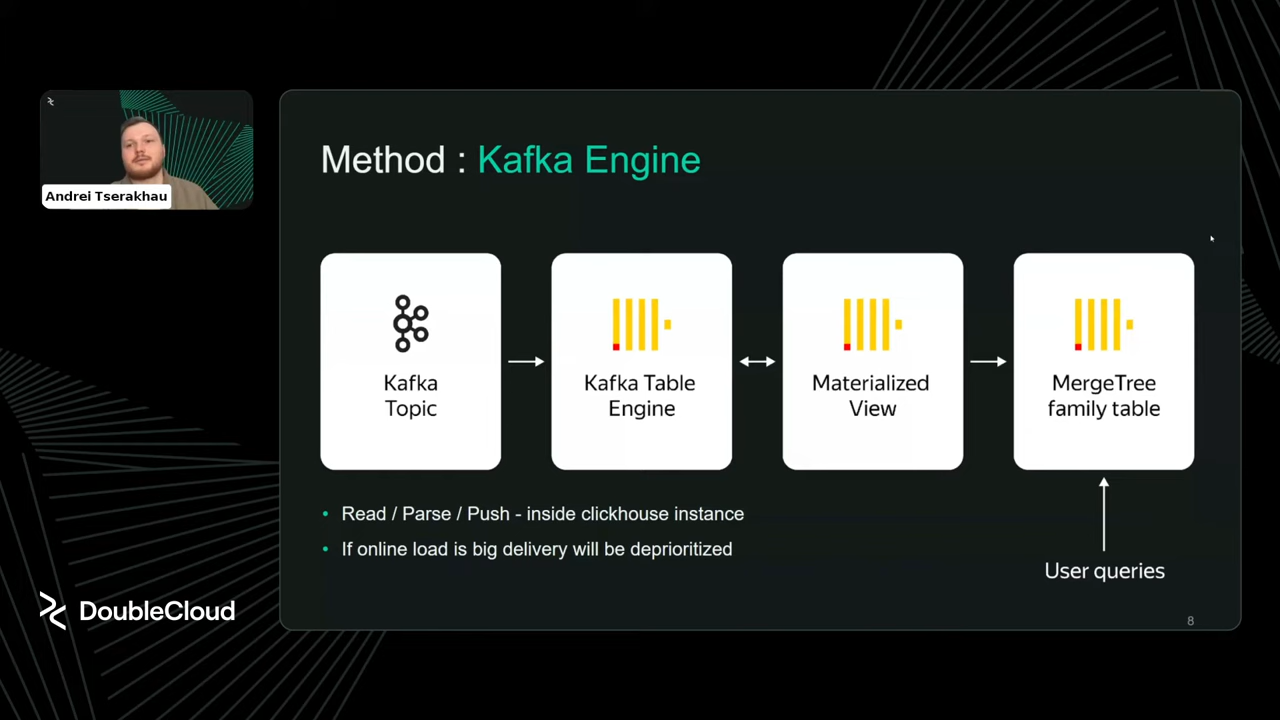 Method : Kafka Engine
Andrei Tserakhau
Kafka
Topic
Kafka Table
Engine
Materialized
View
MergeTree
family table
• Read / Parse / Push - inside clickhouse instance
• If online load is big delivery will be deprioritized
User queries
DoubleCloud
8